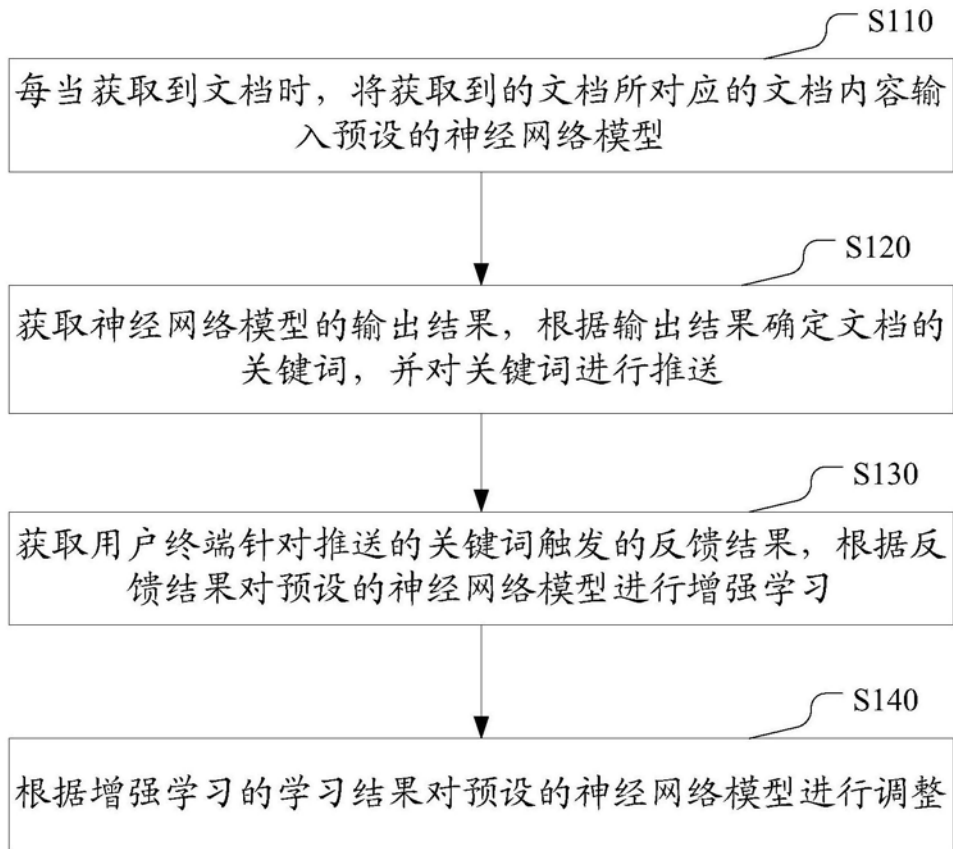 S110
每当获取到文档时，将获取到的文档所对应的文档内容输
入预设的神经网络模型
S120
获取神经网络模型的输出结果，根据输出结果确定文档的
关键词，并对关键词进行推送
S130
获取用户终端针对推送的关键词触发的反馈结果，根据反
馈结果对预设的神经网络模型进行增强学习
S140
根据增强学习的学习结果对预设的神经网络模型进行调整